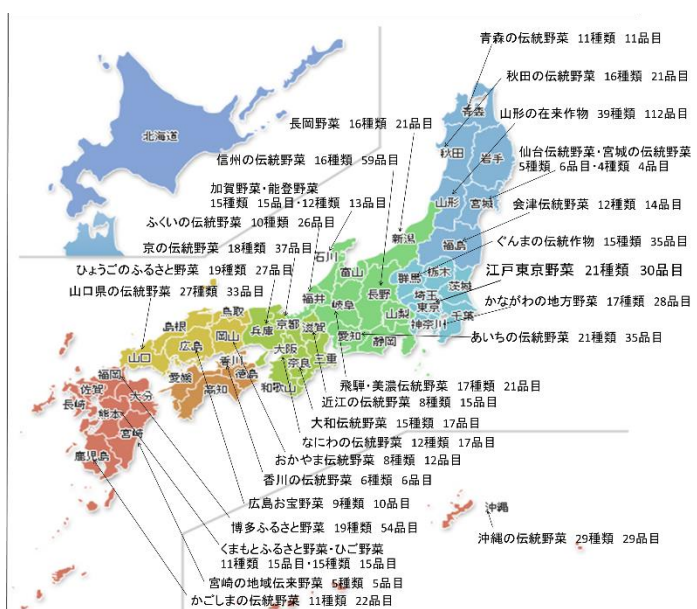 青森の伝統野菜 11種類 11品目
秋田の伝統野菜 16種類 21品目
山形の在来作物 39種類 112品目
仙台伝統野菜・宮城の伝統野菜
5種類 6品目・4種類 4品目
会津伝統野菜 12種類 14品目
ぐんまの伝統作物 15種類 35品目
江戸東京野菜 21種類 30品目
かながわの地方野菜 17種類 28品目
あいちの伝統野菜 21種類 35品目
長岡野菜 16種類 21品目
信州の伝統野菜 16種類 59品目
加賀野菜・能登野菜
15種類 15品目・12種類 13品目
ふくいの伝統野菜 10種類 26品目
京の伝統野菜 18種類 37品目
ひょうごのふるさと野菜 19種類 27品目
山口県の伝統野菜 27種類 33品目
飛騨・美濃伝統野菜 17種類 21品目
近江の伝統野菜 8種類 15品目
大和伝統野菜 15種類 17品目
なにわの伝統野菜 12種類 17品目
おかやま伝統野菜 8種類 12品目
香川の伝統野菜 6種類 6品目
広島お宝野菜 9種類 10品目
博多ふるさと野菜 19種類 54品目
くまもとふるさと野菜・ひご野菜
11種類 15品目・15種類 15品目
宮崎の地域伝来野菜 5種類 5品目
かごしまの伝統野菜 11種類 22品目
沖縄の伝統野菜 29種類 29品目
北海道
青森
秋田
岩手
山形
宮城
福島
新潟
石川
富山
群馬
栃木
茨城
長野
埼玉
東京
千葉
神奈川
山梨
静岡
愛知
岐阜
福井
滋賀
京都
兵庫
大阪
奈良
三重
和歌山
鳥取
島根
岡山
広島
山口
香川
徳島
愛媛
高知
福岡
佐賀
長崎
大分
熊本
宮崎
鹿児島
沖縄